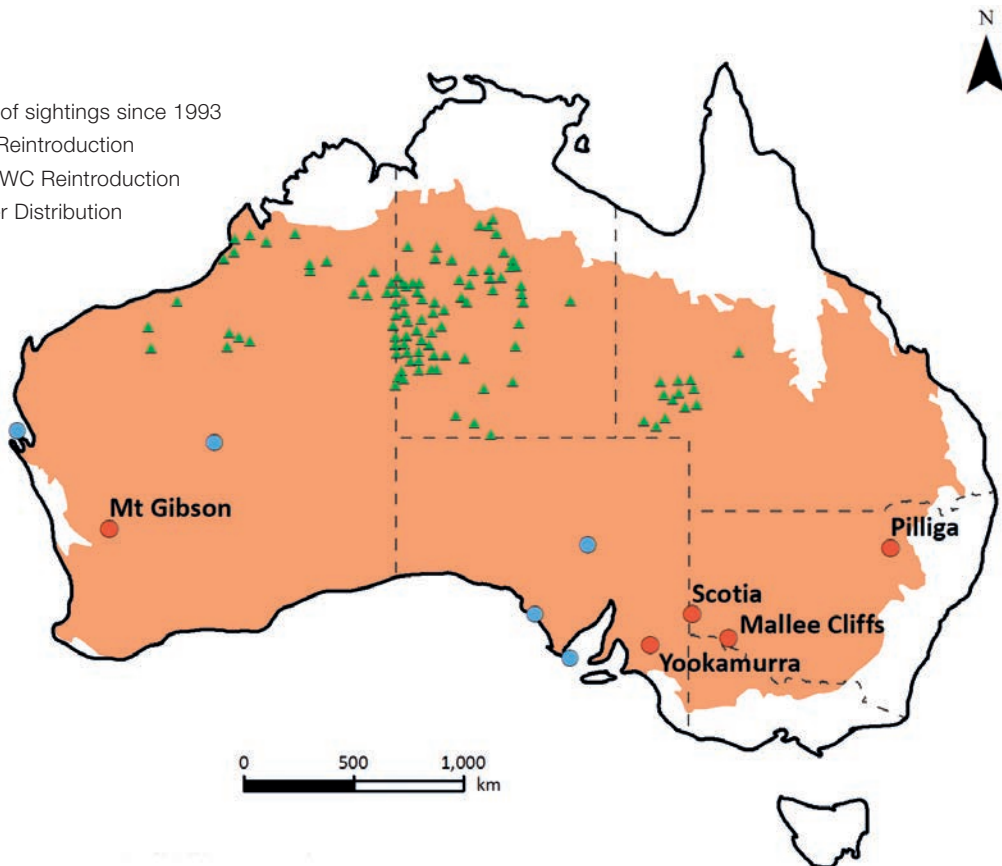 N
of sightings since 1993
Reintroduction
WC Reintroduction
r Distribution
Mt Gibson
Pilliga
Scotia
Mallee Cliffs
Yookamurra
0 500 1,000
km